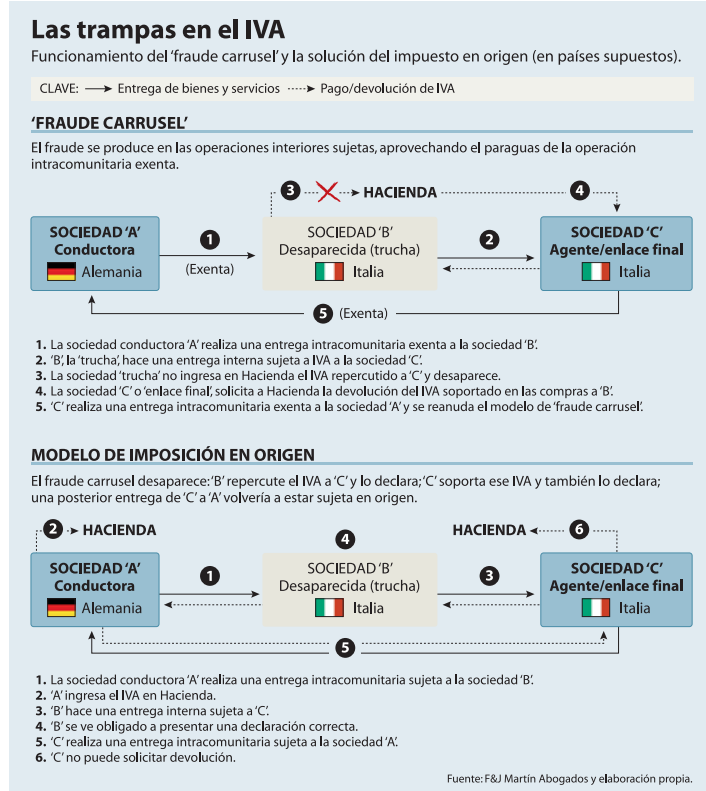 Las trampas en el IVA
Funcionamiento del ‘fraude carrusel’ y la solución del impuesto en origen (en países supuestos).
CLAVE: Entrega de bienes y servicios Pago/devolución de IVA
‘FRAUDE CARRUSEL’
El fraude se produce en las operaciones interiores sujetas, aprovechando el paraguas de la operación
intracomunitaria exenta.
3 HACIENDA 4
SOCIEDAD ‘A’
Conductora
Alemania
1
(Exenta)
SOCIEDAD ‘B’
Desaparecida (trucha)
Italia
2
SOCIEDAD ‘C’
Agente/enlace final
Italia
5 (Exenta)
1. La sociedad conductora ‘A’ realiza una entrega intracomunitaria exenta a la sociedad ‘B’.
2. ‘B’, la ‘trucha’, hace una entrega interna sujeta a IVA a la sociedad ‘C’.
3. La sociedad ‘trucha’ no ingresa en Hacienda el IVA repercutido a ‘C’ y desaparece.
4. La sociedad ‘C’ o ‘enlace final’, solicita a Hacienda la devolución del IVA soportado en las compras a ‘B’.
5. ‘C’ realiza una entrega intracomunitaria exenta a la sociedad ‘A’ y se reanuda el modelo de ‘fraude carrusel’.
MODELO DE IMPOSICIÓN EN ORIGEN
El fraude carrusel desaparece: ‘B’ repercute el IVA a ‘C’ y lo declara; ‘C’ soporta ese IVA y también lo declara;
una posterior entrega de ‘C’ a ‘A’ volvería a estar sujeta en origen.
2 HACIENDA
4
HACIENDA 6
SOCIEDAD ‘A’
Conductora
Alemania
1
SOCIEDAD ‘B’
Desaparecida (trucha)
Italia
3
SOCIEDAD ‘C’
Agente/enlace final
Italia
5
1. La sociedad conductora ‘A’ realiza una entrega intracomunitaria sujeta a la sociedad ‘B’.
2. ‘A’ ingresa el IVA en Hacienda.
3. ‘B’ hace una entrega interna sujeta a ‘C’.
4. ‘B’ se ve obligado a presentar una declaración correcta.
5. ‘C’ realiza una entrega intracomunitaria sujeta a la sociedad ‘A’.
6. ‘C’ no puede solicitar devolución.
Fuente: F&J Martín Abogados y elaboración propia.